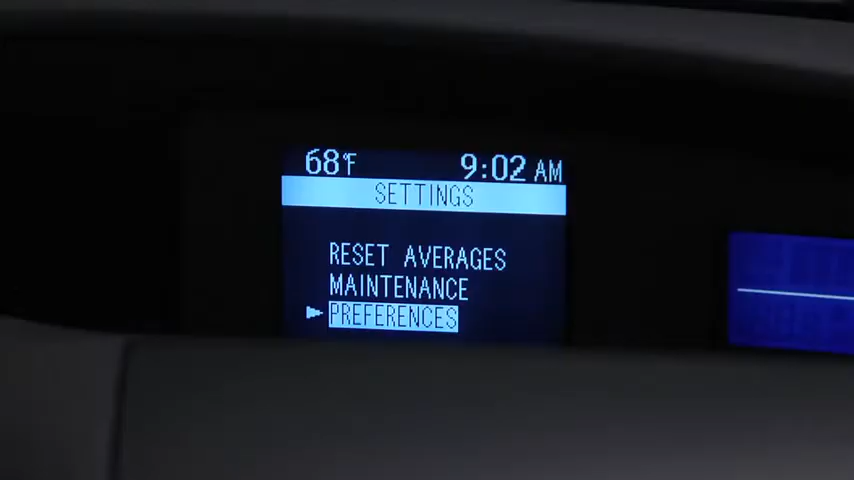 68°F 9:02 AM
SETTINGS
RESET AVERAGES
MAINTENANCE
PREFERENCES